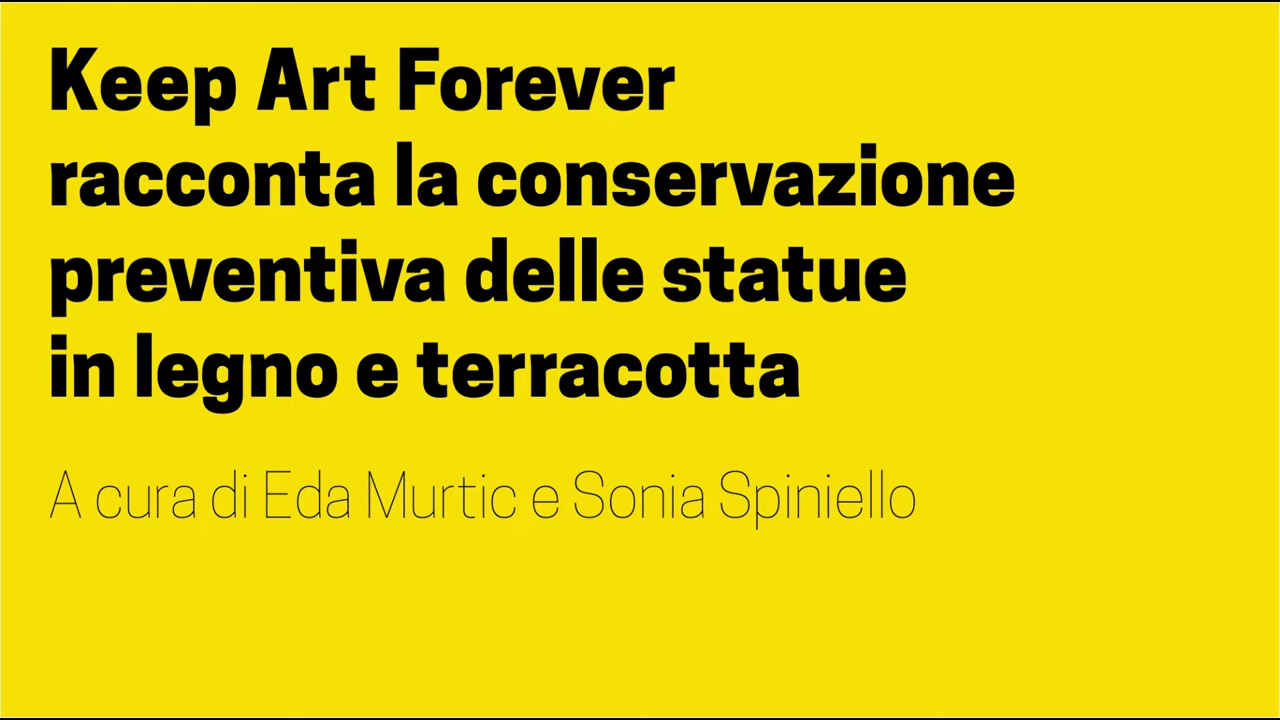 Keep Art Forever
racconta la conservazione
preventiva delle statue
in legno e terracotta
A cura di Eda Murtic e Sonia Spiniello